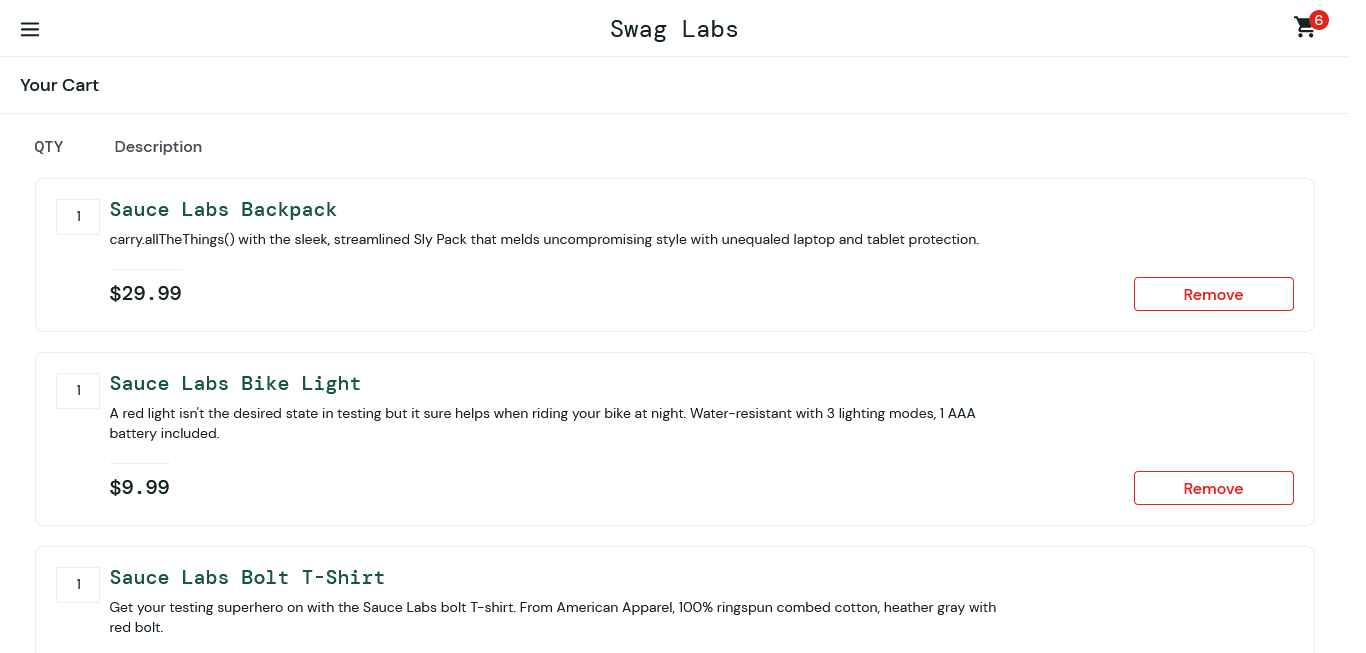 Swag Labs
6
Your Cart
QTY Description
1
Sauce Labs Backpack
carry.allTheThings() with the sleek, streamlined Sly Pack that melds uncompromising style with unequaled laptop and tablet protection.
$29.99
Remove
1
Sauce Labs Bike Light
A red light isn't the desired state in testing but it sure helps when riding your bike at night. Water-resistant with 3 lighting modes, 1 AAA
battery included.
$9.99
Remove
1
Sauce Labs Bolt T-Shirt
Get your testing superhero on with the Sauce Labs bolt T-shirt. From American Apparel, 100% ringspun combed cotton, heather gray with
red bolt.